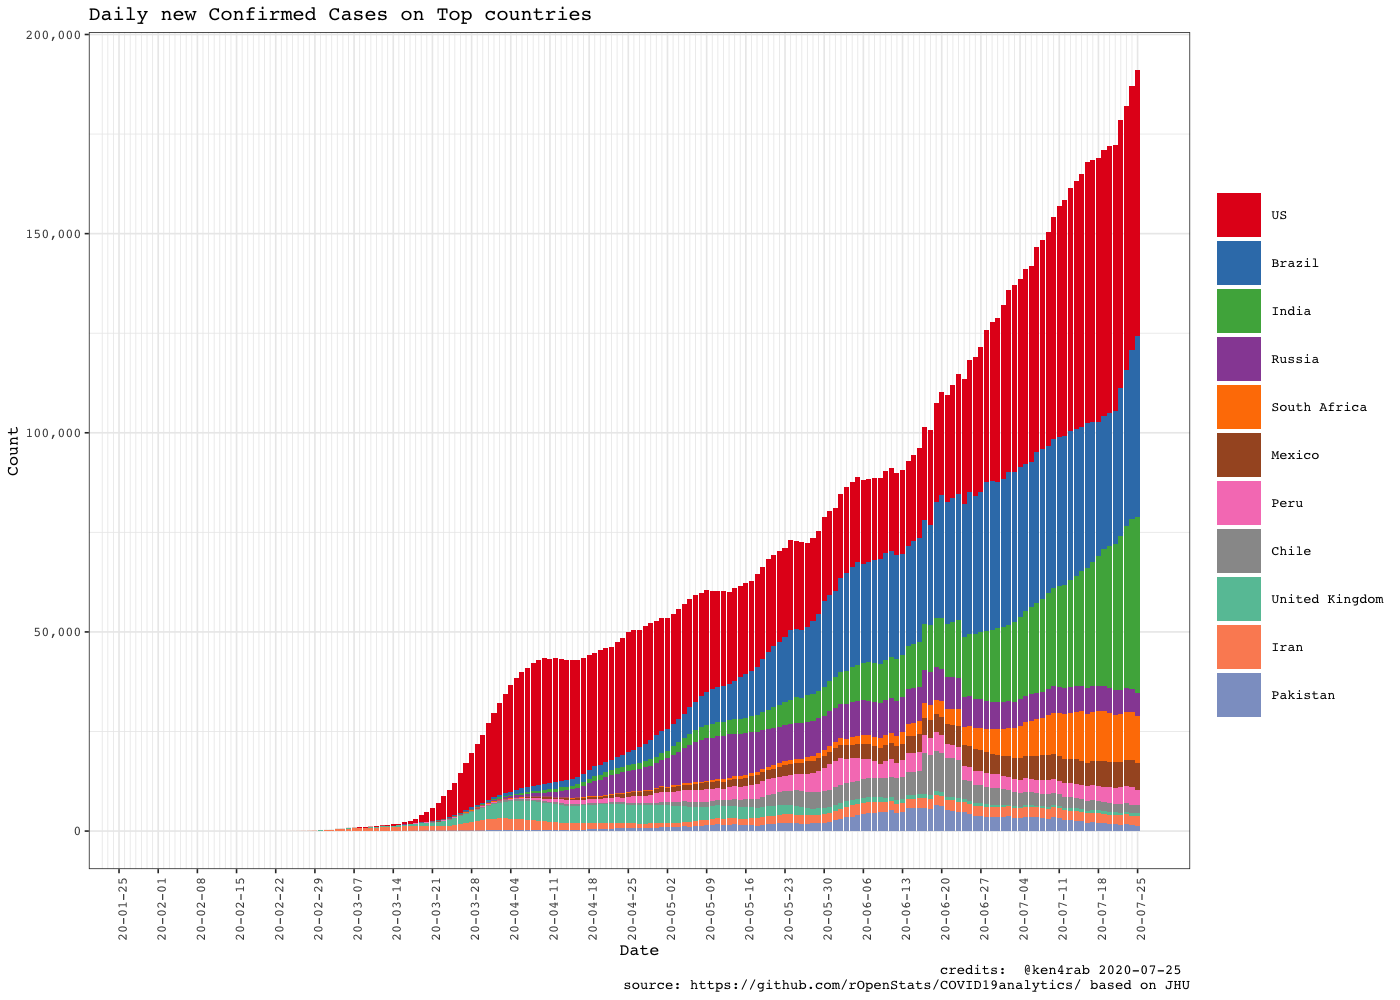 Daily new Confirmed Cases on Top countries
200,000
150,000
100,000
50,000
0
Count
20-01-25
20-02-01
20-02-08
20-02-15
20-02-22
20-02-29
20-03-07
20-03-14
20-03-21
20-03-28
20-04-04
20-04-11
20-04-18
20-04-25
20-05-02
20-05-09
20-05-16
20-05-23
20-05-30
20-06-06
20-06-13
20-06-20
20-06-27
20-07-04
20-07-11
20-07-18
20-07-25
Date
US
Brazil
India
Russia
South Africa
Mexico
Peru
Chile
United Kingdom
Iran
Pakistan
credits:  @ken4rab 2020-07-25
source: https://github.com/rOpenStats/COVID19analytics/ based on JHU